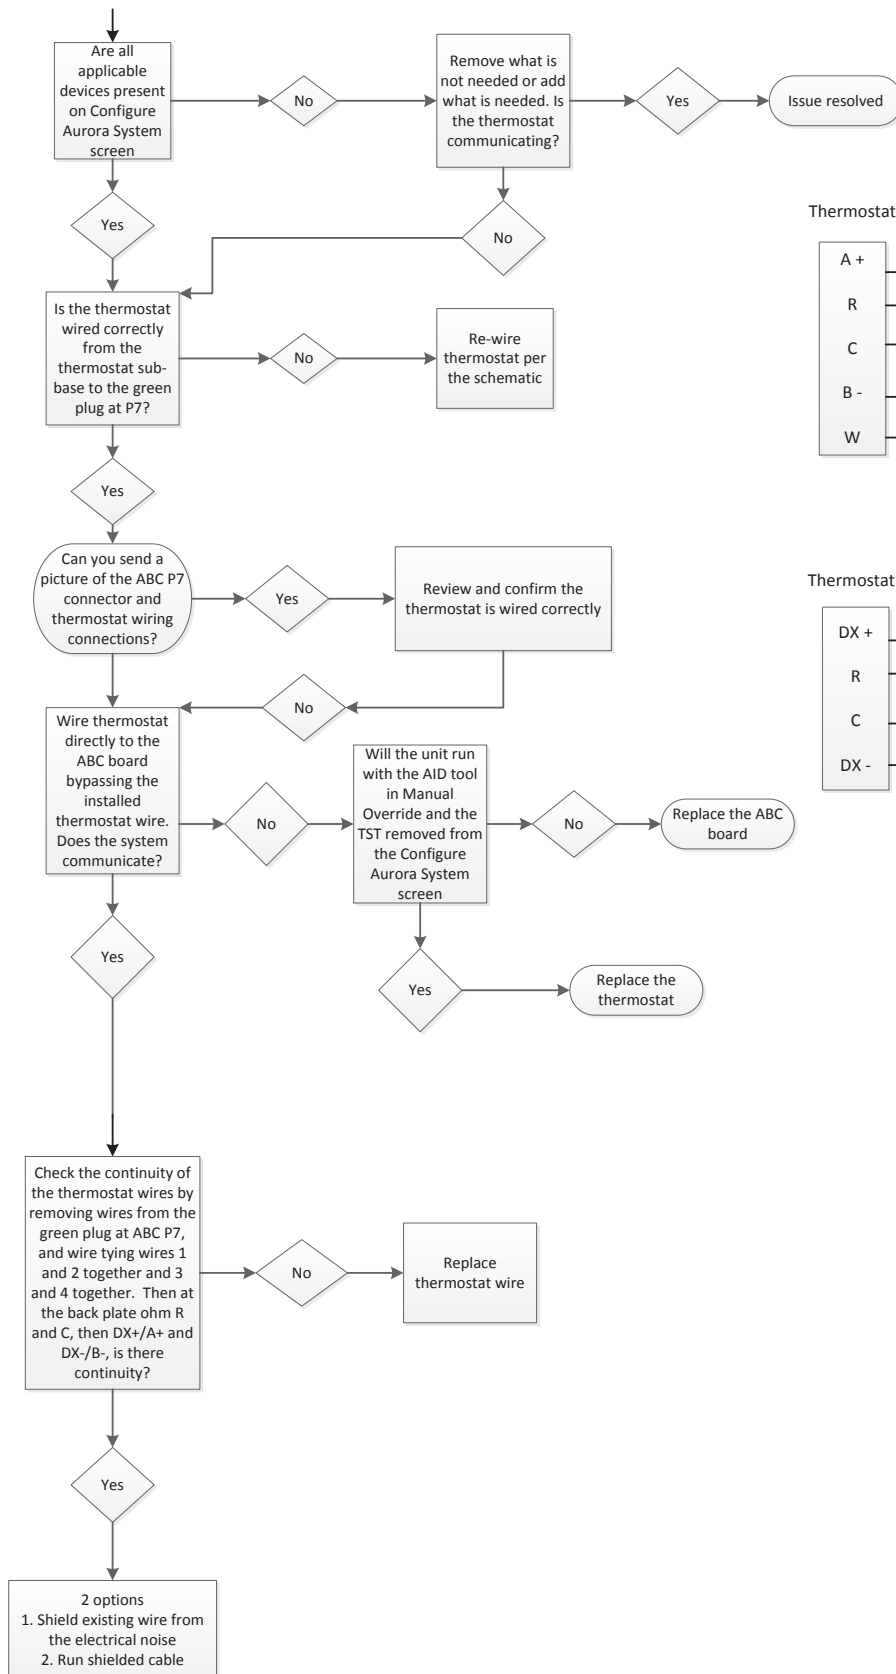 Are all
applicable
devices present
on Configure
Aurora System
screen
No
Remove what is
not needed or add
what is needed. Is
the thermostat
communicating?
Yes
Issue resolved
Yes
No
Thermostat
A +
R
C
B -
W
Is the thermostat
wired correctly
from the
thermostat sub-
base to the green
plug at P7?
No
Re-wire
thermostat per
the schematic
Yes
Can you send a
picture of the ABC P7
connector and
thermostat wiring
connections?
Yes
Review and confirm the
thermostat is wired correctly
Thermostat
DX +
R
C
DX -
No
Wire thermostat
directly to the
ABC board
bypassing the
installed
thermostat wire.
Does the system
communicate?
No
Will the unit run
with the AID tool
in Manual
Override and the
TST removed from
the Configure
Aurora System
screen
No
Replace the ABC
board
Yes
Yes
Replace the
thermostat
Check the continuity of
the thermostat wires by
removing wires from the
green plug at ABC P7,
and wire tying wires 1
and 2 together and 3
and 4 together.  Then at
the back plate ohm R
and C, then DX+/A+ and
DX-/B-, is there
continuity?
No
Replace
thermostat wire
Yes
2 options
1. Shield existing wire from
the electrical noise
2. Run shielded cable